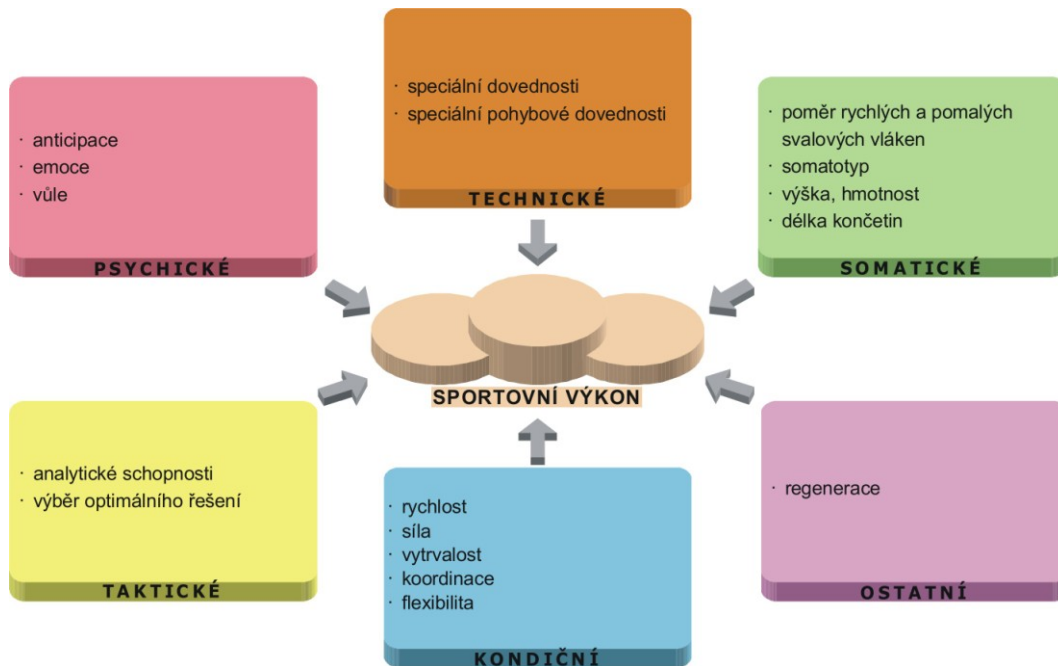 · speciální dovednosti
· speciální pohybové dovednosti
TECHNICKÉ
· anticipace
· emoce
· vůle
PSYCHICKÉ
· poměr rychlých a pomalých
svalových vláken
· somatotyp
· výška, hmotnost
· délka končetin
SOMATICKÉ
SPORTOVNÍ VÝKON
· analytické schopnosti
· výběr optimálního řešení
TAKTICKÉ
· rychlost
· síla
· vytrvalost
· koordinace
· flexibilita
KONDIČNÍ
· regenerace
OSTATNÍ